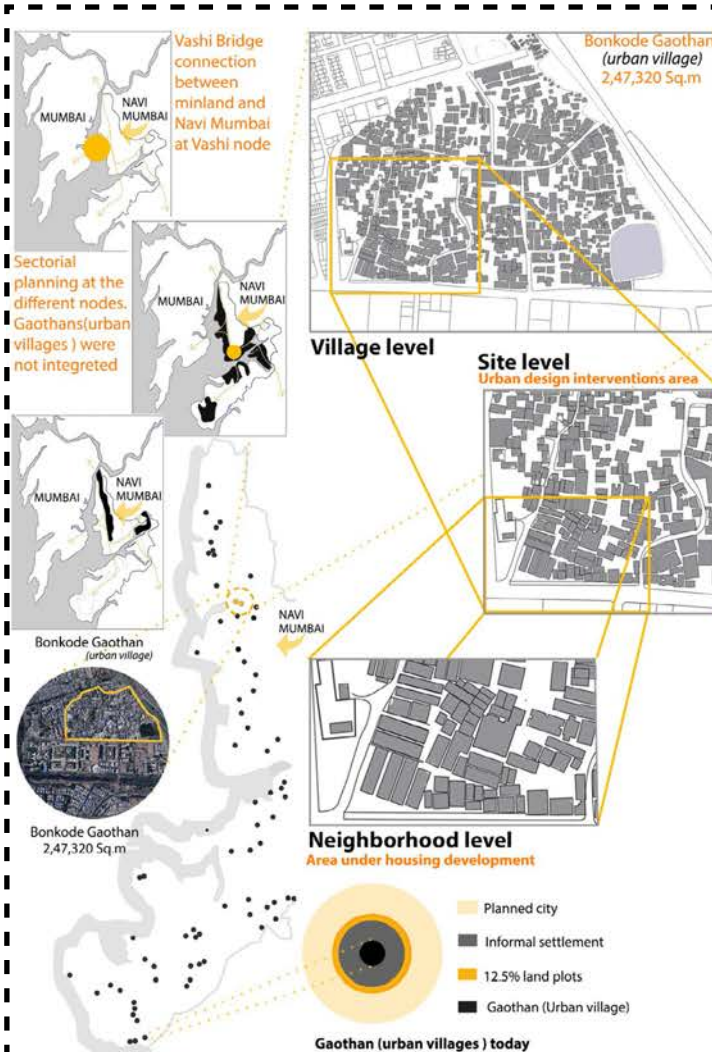 Vashi Bridge
connection
between
minland and
Navi Mumbai
at Vashi node
MUMBAI
NAVI
MUMBAI
Bonkode Gaothan
(urban village)
2,47,320 Sq.m
Sectorial
planning at the
different nodes.
Gaothans(urban
villages ) were
not integreted
MUMBAI
NAVI
MUMBAI
Village level
Site level
Urban design interventions area
MUMBAI
NAVI
MUMBAI
NAVI
MUMBAI
Bonkode Gaothan
(urban village)
Bonkode Gaothan
2,47,320 Sq.m
Neighborhood level
Area under housing development
Planned city
Informal settlement
12.5% land plots
Gaothan (Urban village)
Gaothan (urban villages ) today